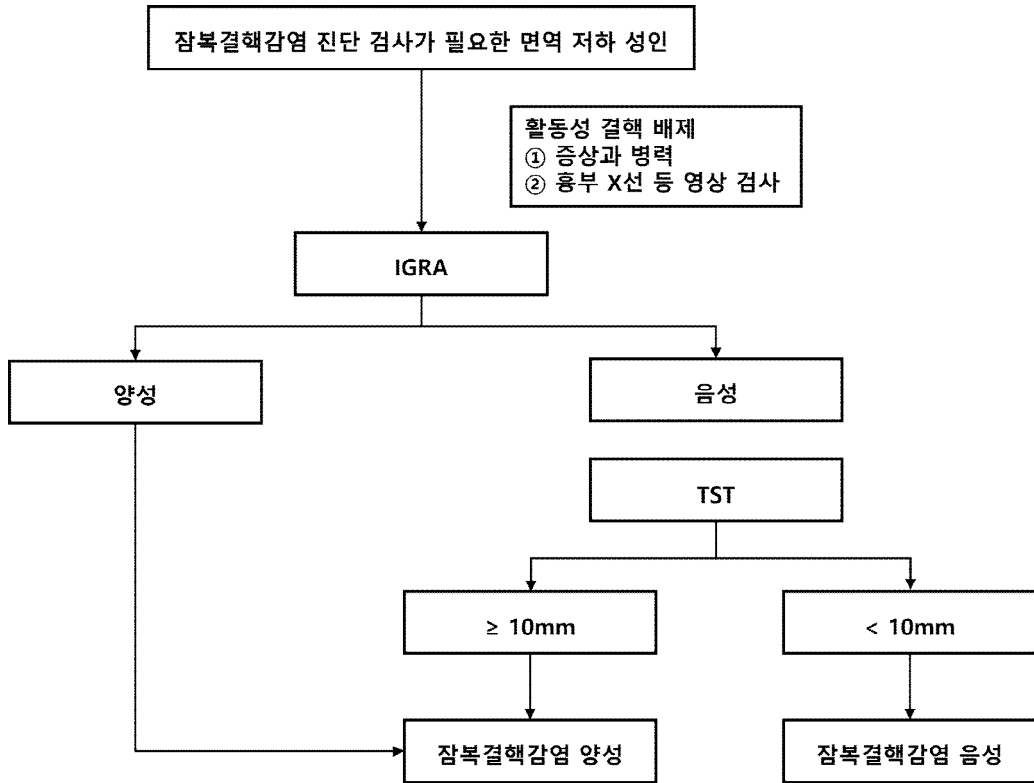 잠복결핵감염 진단 검사가 필요한 면역 저하 성인
활동성 결핵 배제
① 증상과 병력
② 흉부 X선 등 영상 검사
IGRA
양성
음성
TST
≥ 10mm
< 10mm
잠복결핵감염 양성
잠복결핵감염 음성